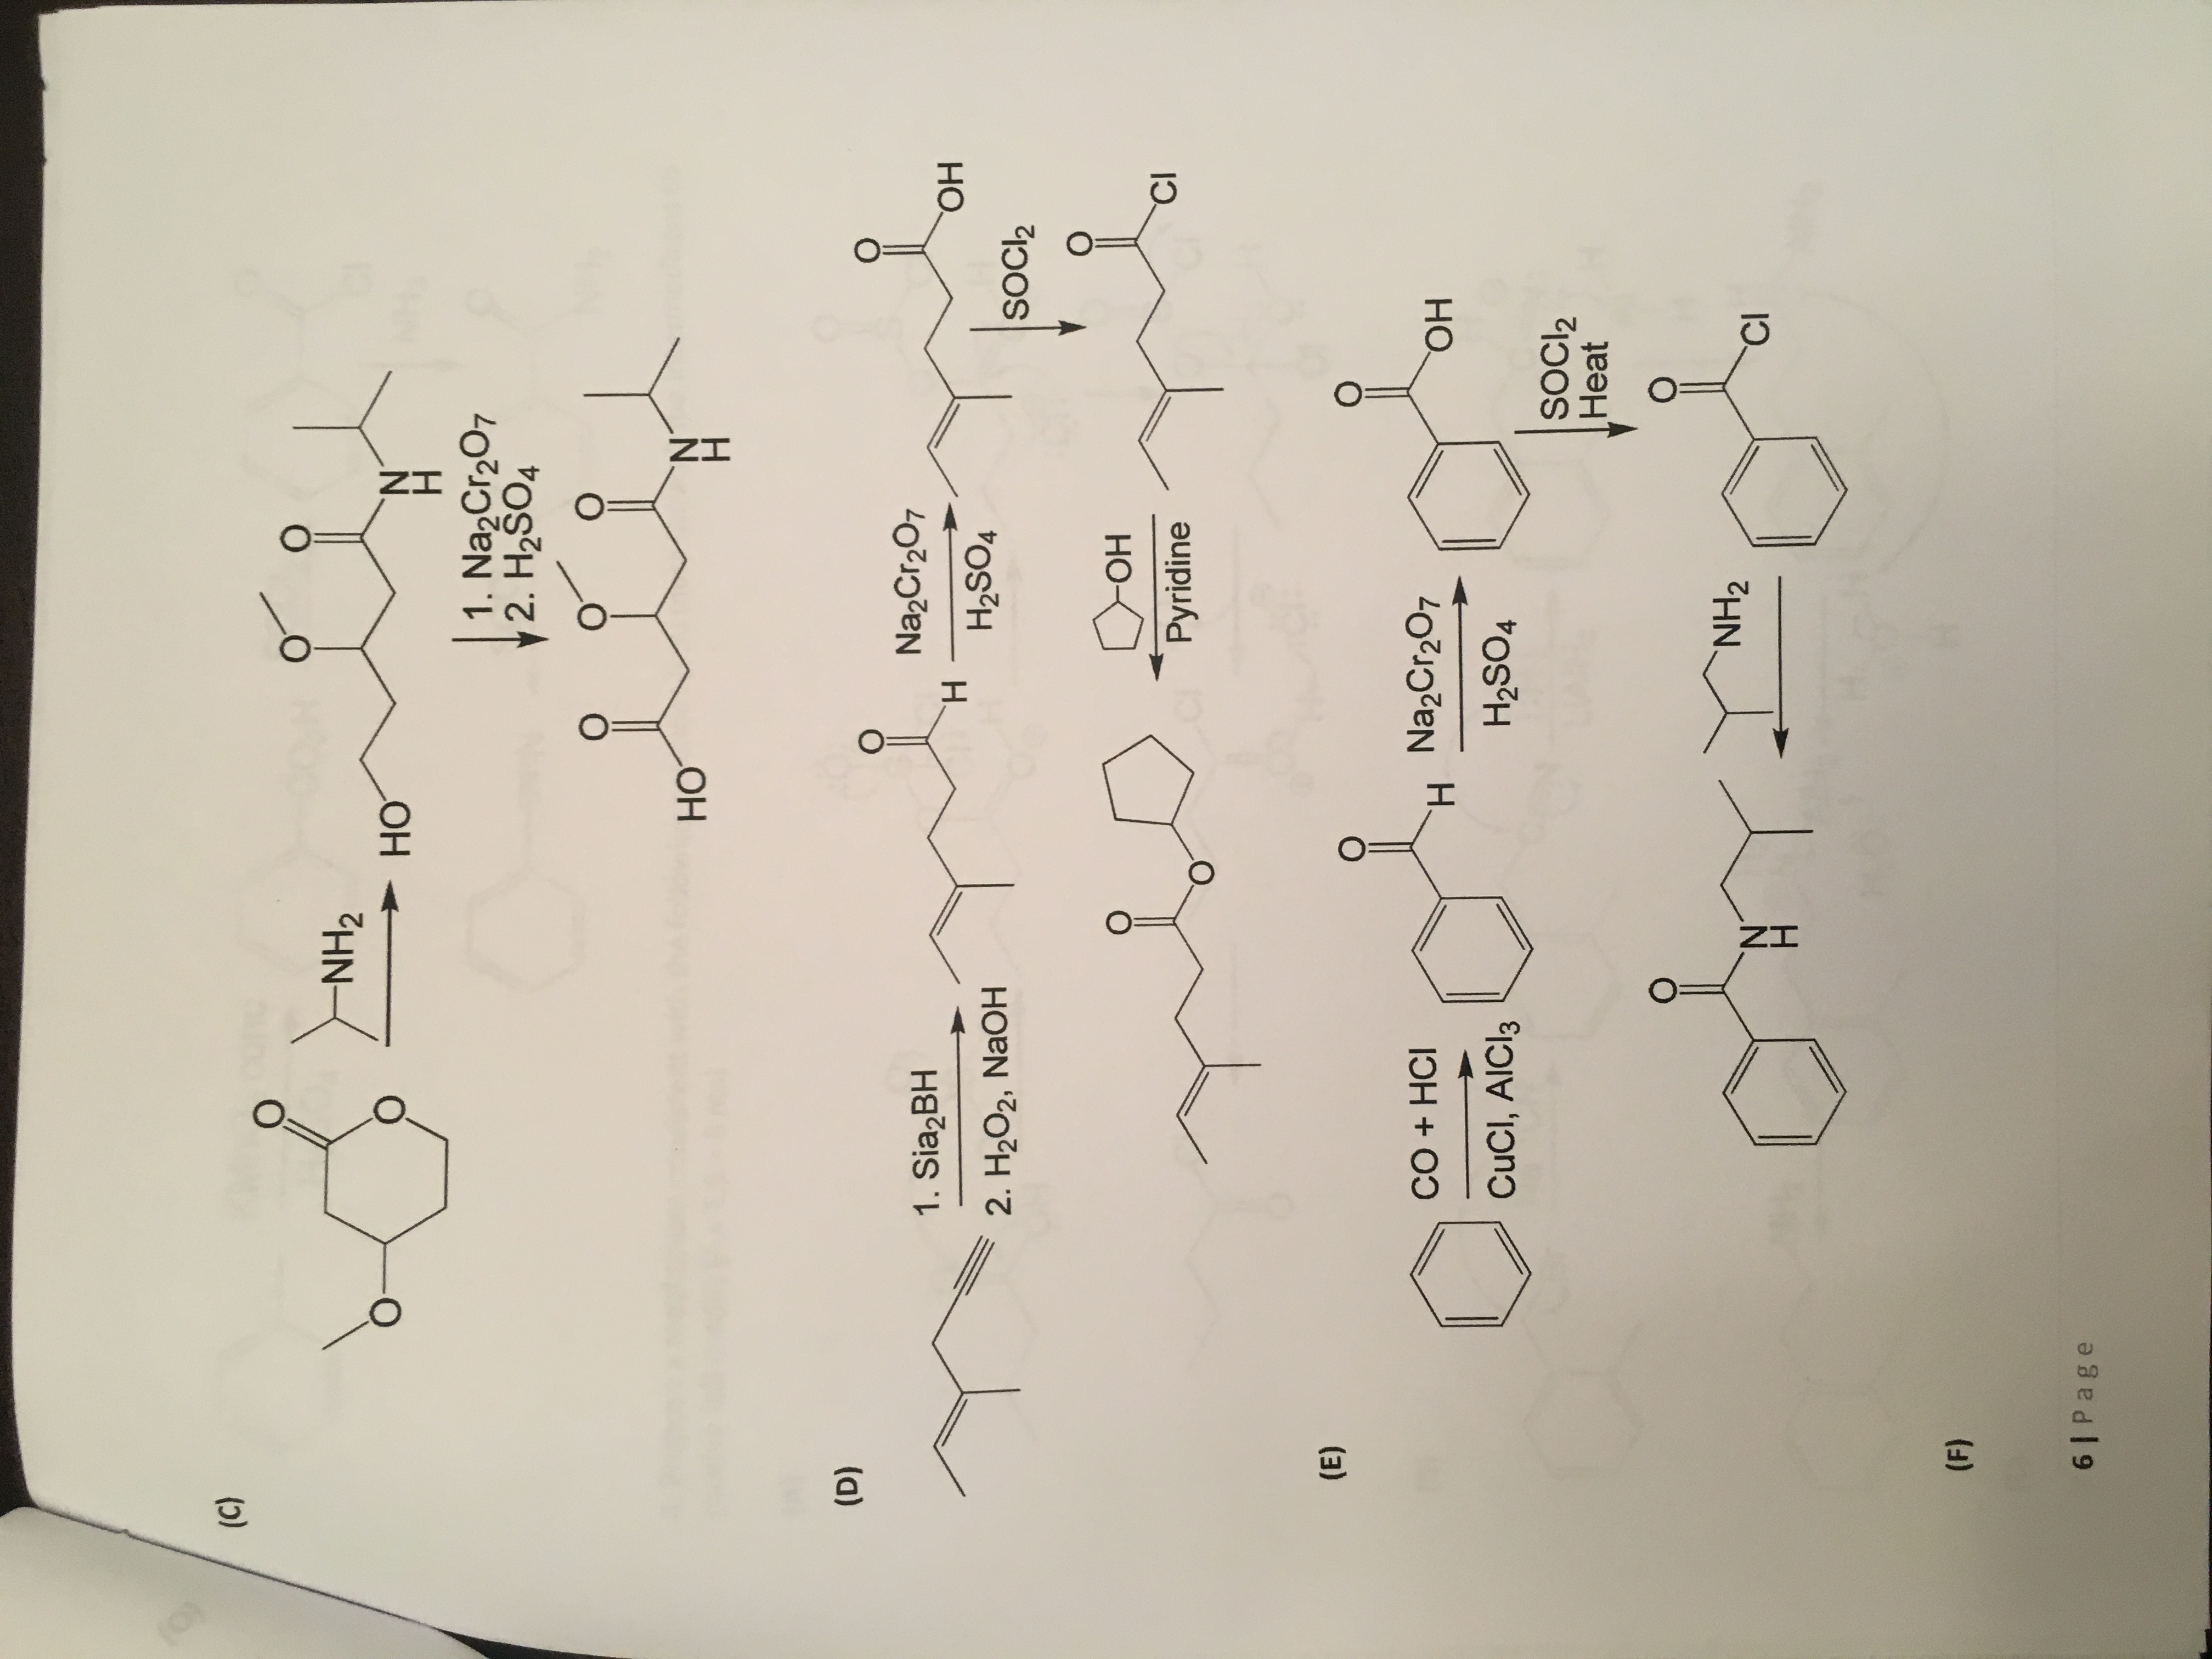 (C)
O
O
O
NH2
HO
O
O
N
H
1. Na2Cr2O7
2. H2SO4
HO
O
O
O
N
H
(D)
1. Sia2BH
2. H2O2, NaOH
O
H
Na2Cr2O7
H2SO4
O
OH
SOCl2
O
Cl
OH
Pyridine
O
O
(E)
CO + HCl
CuCl, AlCl3
O
H
Na2Cr2O7
H2SO4
O
OH
SOCl2
Heat
O
Cl
NH2
O
N
H
(F)
6 | Page